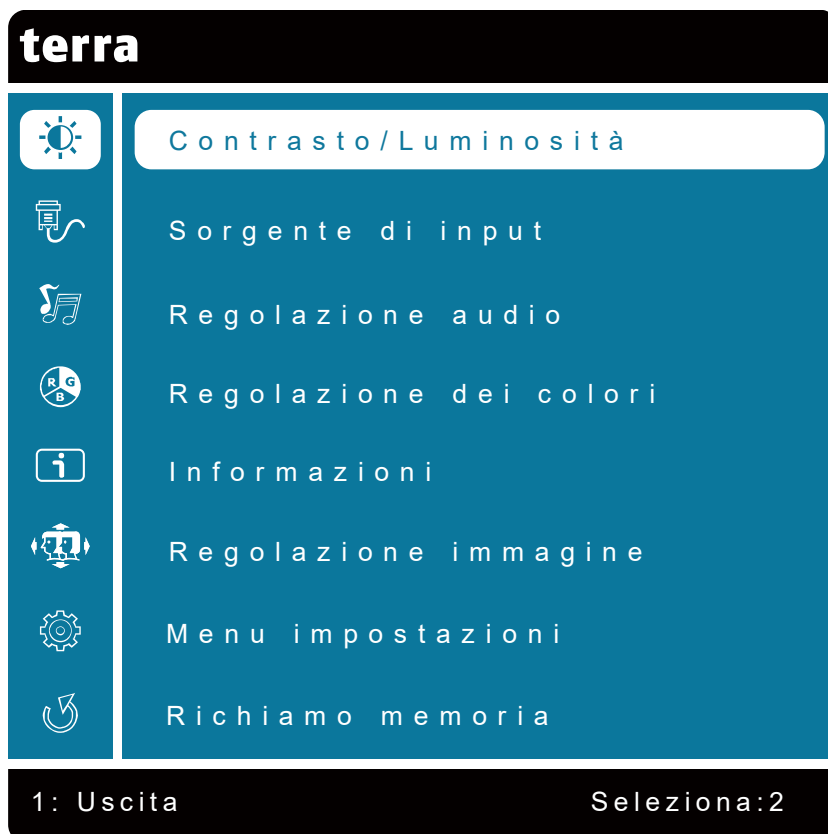 terra
Contrasto/Luminosità
Sorgente di input
Regolazione audio
R G
B
Regolazione dei colori
i
Informazioni
Regolazione immagine
Menu impostazioni
Richiamo memoria
1: Uscita Seleziona:2